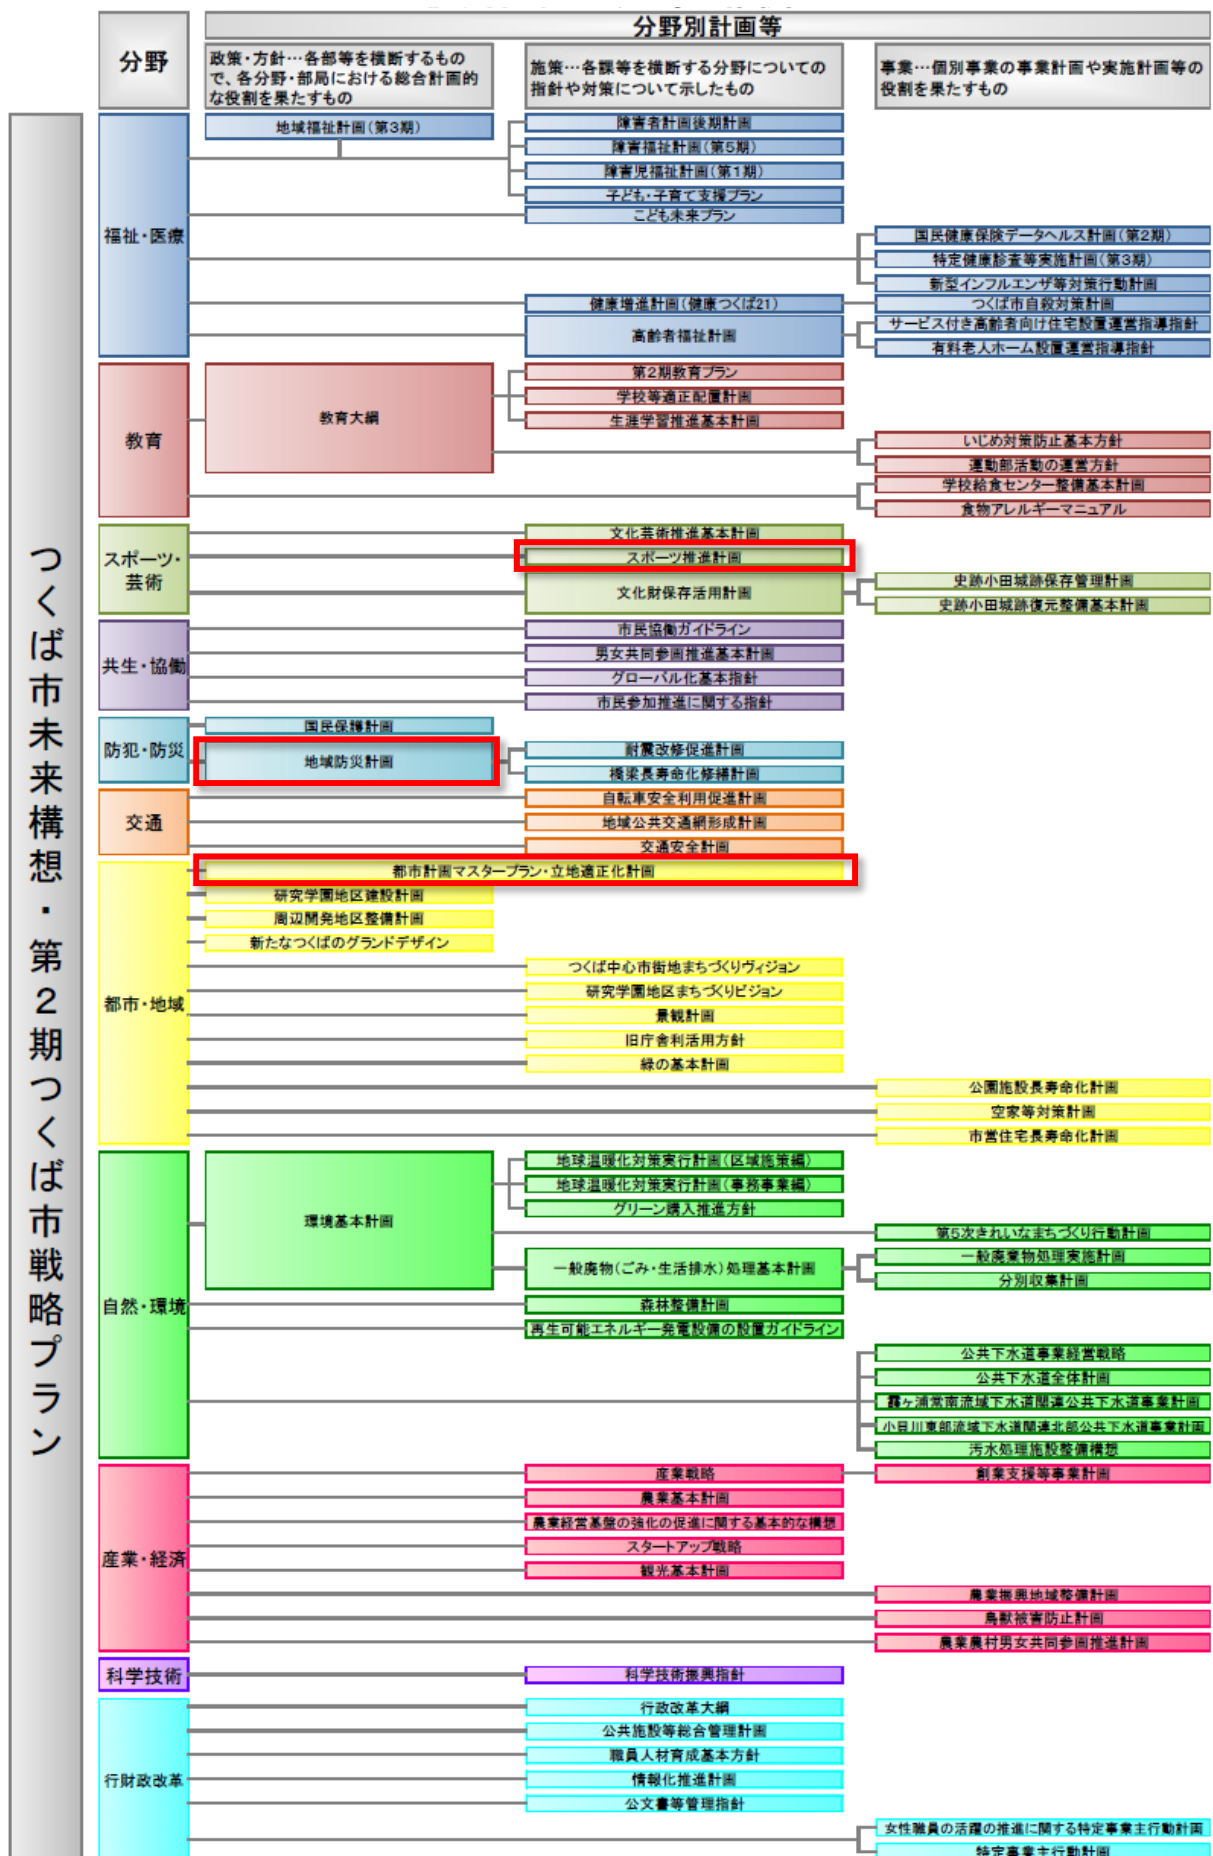 分野別計画等
分野
政策・方針…各部等を横断するもの
で、各分野・部局における総合計画的
な役割を果たすもの
施策…各課等を横断する分野についての
指針や対策について示したもの
事業…個別事業の事業計画や実施計画等の
役割を果たすもの
つくば市未来構想・第2期つくば市戦略プラン
福祉・医療
地域福祉計画(第3期)
障害者計画後期計画
障害福祉計画(第5期)
障害児福祉計画(第1期)
子ども・子育て支援プラン
こども未来プラン
国民健康保険データヘルス計画(第2期)
特定健康診査等実施計画(第3期)
新型インフルエンザ等対策行動計画
健康増進計画(健康つくば21)
つくば市自殺対策計画
高齢者福祉計画
サービス付き高齢者向け住宅設置運営指導指針
有料老人ホーム設置運営指導指針
教育
教育大綱
第2期教育プラン
学校等適正配置計画
生涯学習推進基本計画
いじめ対策防止基本方針
運動部活動の運営方針
学校給食センター整備基本計画
食物アレルギーマニュアル
スポーツ・
芸術
文化芸術推進基本計画
スポーツ推進計画
文化財保存活用計画
史跡小田城跡保存管理計画
史跡小田城跡復元整備基本計画
共生・協働
市民協働ガイドライン
男女共同参画推進基本計画
グローバル化基本指針
市民参加推進に関する指針
防犯・防災
国民保護計画
地域防災計画
耐震改修促進計画
橋梁長寿命化修繕計画
交通
自転車安全利用促進計画
地域公共交通網形成計画
交通安全計画
都市・地域
都市計画マスタープラン・立地適正化計画
研究学園地区建設計画
周辺開発地区整備計画
新たなつくばのグランドデザイン
つくば中心市街地まちづくりヴィジョン
研究学園地区まちづくりビジョン
景観計画
旧庁舎利活用方針
緑の基本計画
公園施設長寿命化計画
空家等対策計画
市営住宅長寿命化計画
自然・環境
環境基本計画
地球温暖化対策実行計画(区域施策編)
地球温暖化対策実行計画(事務事業編)
グリーン購入推進方針
第5次きれいなまちづくり行動計画
一般廃物(ごみ・生活排水)処理基本計画
一般廃棄物処理実施計画
分別収集計画
森林整備計画
再生可能エネルギー発電設備の設置ガイドライン
公共下水道事業経営戦略
公共下水道全体計画
霞ヶ浦常南流域下水道関連公共下水道事業計画
小貝川東部流域下水道関連北部公共下水道事業計画
汚水処理施設整備構想
産業・経済
産業戦略
創業支援等事業計画
農業基本計画
農業経営基盤の強化の促進に関する基本的な構想
スタートアップ戦略
観光基本計画
農業振興地域整備計画
鳥獣被害防止計画
農業農村男女共同参画推進計画
科学技術
科学技術振興指針
行財政改革
行政改革大綱
公共施設等総合管理計画
職員人材育成基本方針
情報化推進計画
公文書等管理指針
女性職員の活躍の推進に関する特定事業主行動計画
特定事業主行動計画